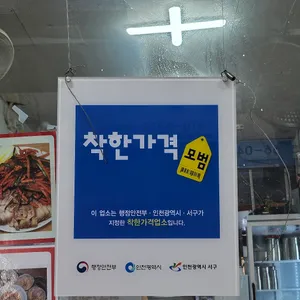 착한가격
모범
이 업소는 행정안전부 · 인천광역시 · 서구가
지정한 착한가격업소입니다.
행정안전부 인천광역시 인천광역시 서구